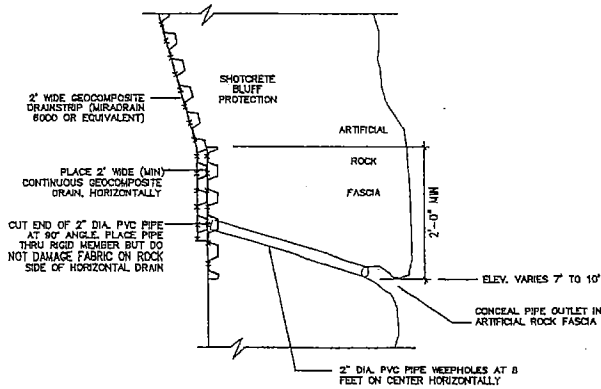 SHOTCRETE
BLUFF
PROTECTION
2' WIDE GEOCOMPOSITE
DRAINSTRIP (MIRADRAIN
6000 OR EQUIVALENT)
ARTIFICIAL
ROCK
FASCIA
PLACE 2' WIDE (MIN)
CONTINUOUS GEOCOMPOSITE
DRAIN, HORIZONTALLY
2'-0" MIN
CUT END OF 2" DIA. PVC PIPE
AT 90° ANGLE. PLACE PIPE
THRU RIGID MEMBER BUT DO
NOT DAMAGE FABRIC ON ROCK
SIDE OF HORIZONTAL DRAIN
ELEV. VARIES 7' TO 10'
CONCEAL PIPE OUTLET IN
ARTIFICIAL ROCK FASCIA
2" DIA. PVC PIPE WEEPHOLES AT 8
FEET ON CENTER HORIZONTALLY